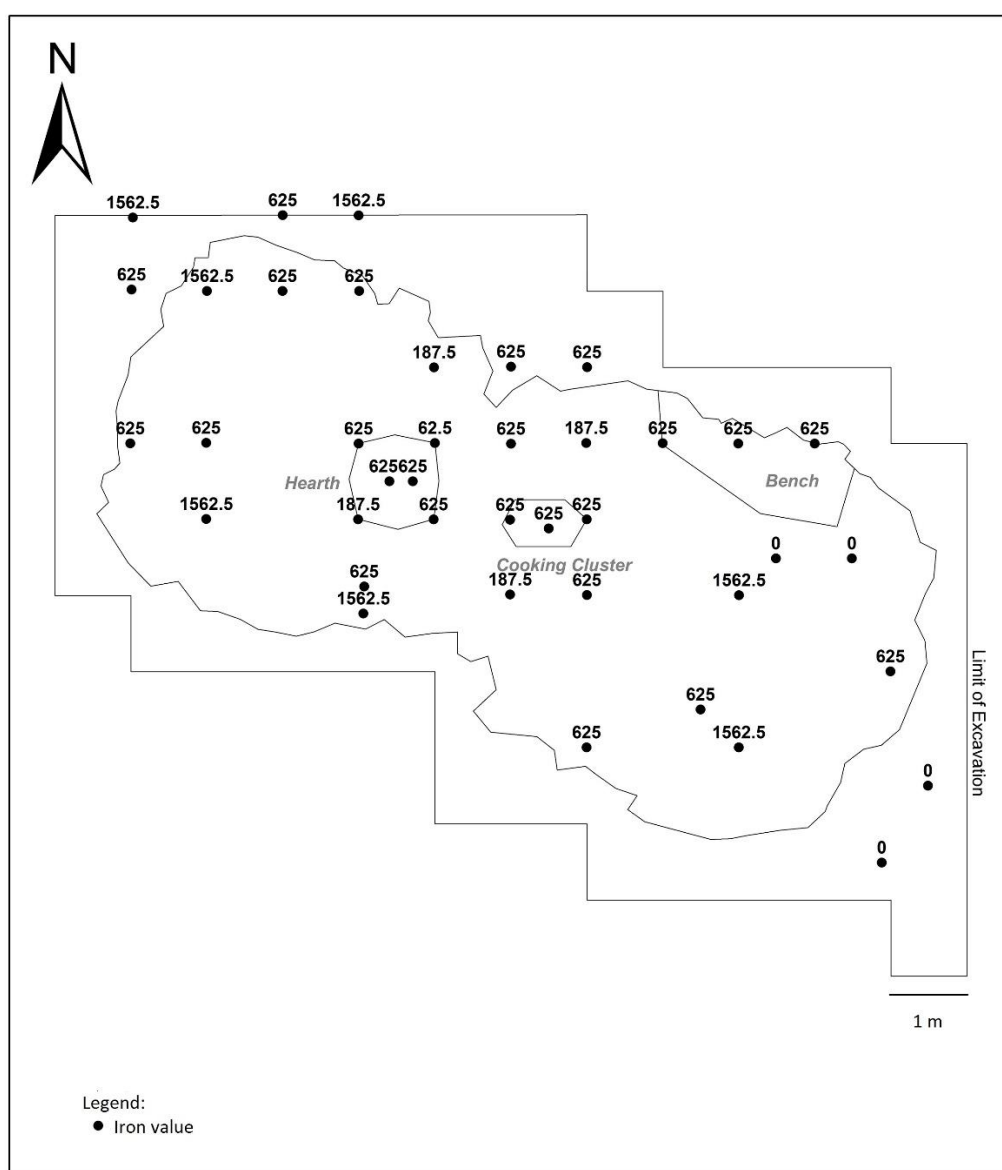 N
1562.5 625 1562.5
625 1562.5 625 625
187.5 625 625
625 625 625 62.5 625 187.5 625 625 625
Hearth 625 625 Bench
1562.5 187.5 625 625 625 625
0 0
Cooking Cluster
625 187.5 625 1562.5
1562.5
625
625
625 1562.5
Limit of Excavation
0
0
1 m
Legend:
Iron value